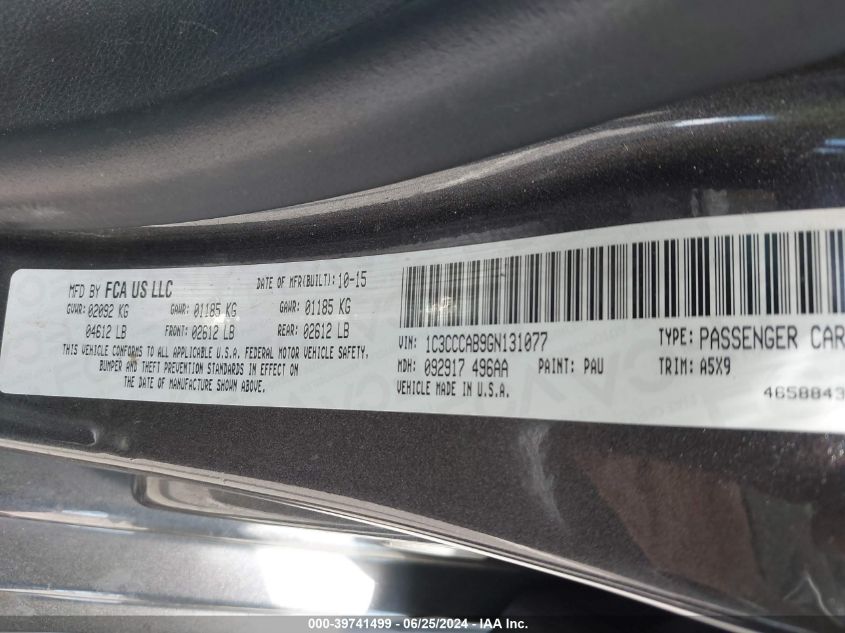 MFD BY FCA US LLC
DATE OF MFR(BUILT): 10-15
GVWR: 02092 KG
GAWR: 01185 KG
GAWR: 01185 KG
04612 LB
FRONT: 02612 LB
REAR: 02612 LB
THIS VEHICLE CONFORMS TO ALL APPLICABLE U.S.A. FEDERAL MOTOR VEHICLE SAFETY,
BUMPER AND THEFT PREVENTION STANDARDS IN EFFECT ON
THE DATE OF MANUFACTURE SHOWN ABOVE.
VIN: 1C3CCCAB9GN131077
TYPE: PASSENGER CAR
MDH: 092917 496AA
PAINT: PAU
TRIM: A5X9
VEHICLE MADE IN U.S.A.
4658843
000-39741499 - 06/25/2024 - IAA Inc.